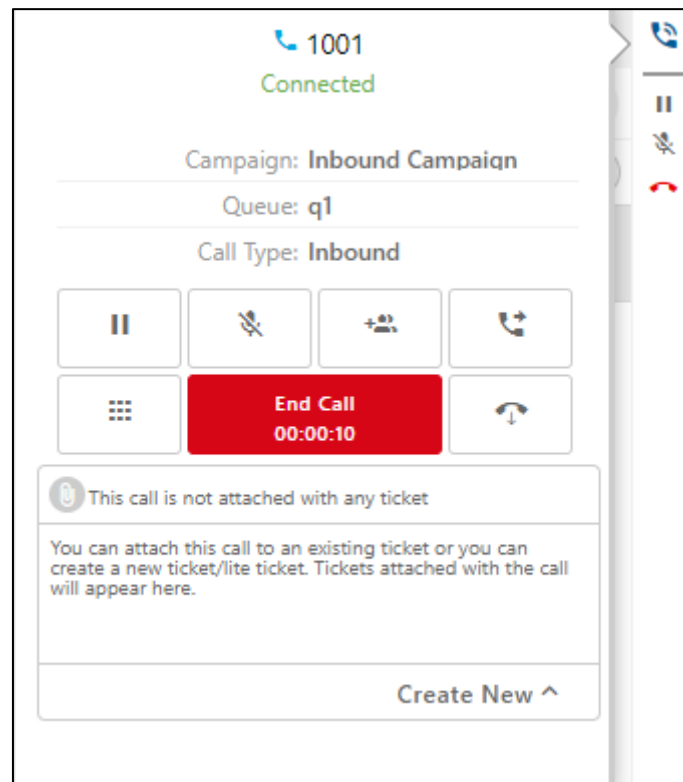 1001
Connected
Campaign: Inbound Campaign
Queue: q1
Call Type: Inbound
End Call
00:00:10
This call is not attached with any ticket
You can attach this call to an existing ticket or you can
create a new ticket/lite ticket. Tickets attached with the call
will appear here.
Create New